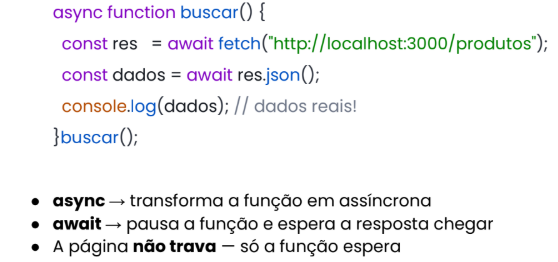 async function buscar() {
const res = await fetch("http://localhost:3000/produtos");
const dados = await res.json();
console.log(dados); // dados reais!
}buscar();
● async → transforma a função em assíncrona
● await → pausa a função e espera a resposta chegar
● A página não trava — só a função espera